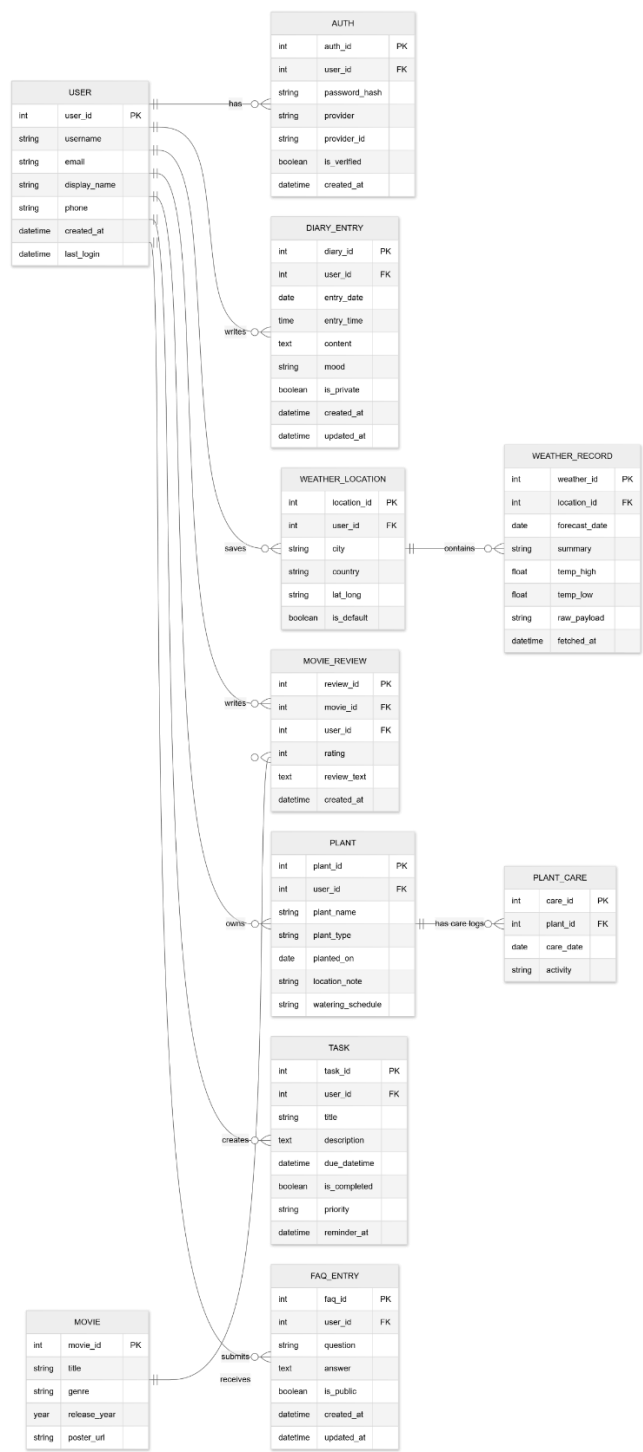 AUTH
int auth_id PK
int user_id FK
string password_hash
string provider
string provider_id
boolean is_verified
datetime created_at
USER
int user_id PK
string username
string email
string display_name
string phone
datetime created_at
datetime last_login
has
DIARY_ENTRY
int diary_id PK
int user_id FK
date entry_date
time entry_time
text content
string mood
boolean is_private
datetime created_at
datetime updated_at
writes
WEATHER_LOCATION
int location_id PK
int user_id FK
string city
string country
string lat_long
boolean is_default
saves
contains
WEATHER_RECORD
int weather_id PK
int location_id FK
date forecast_date
string summary
float temp_high
float temp_low
string raw_payload
datetime fetched_at
MOVIE_REVIEW
int review_id PK
int movie_id FK
int user_id FK
int rating
text review_text
datetime created_at
writes
PLANT
int plant_id PK
int user_id FK
string plant_name
string plant_type
date planted_on
string location_note
string watering_schedule
owns
has care logs
PLANT_CARE
int care_id PK
int plant_id FK
date care_date
string activity
TASK
int task_id PK
int user_id FK
string title
text description
datetime due_datetime
boolean is_completed
string priority
datetime reminder_at
creates
FAQ_ENTRY
int faq_id PK
int user_id FK
string question
text answer
boolean is_public
datetime created_at
datetime updated_at
submits
receives
MOVIE
int movie_id PK
string title
string genre
year release_year
string poster_url